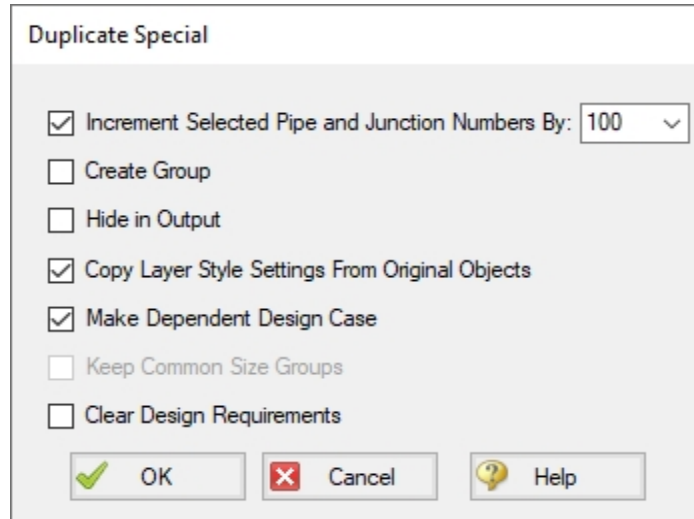 Duplicate Special
Increment Selected Pipe and Junction Numbers By: 100
Create Group
Hide in Output
Copy Layer Style Settings From Original Objects
Make Dependent Design Case
Keep Common Size Groups
Clear Design Requirements
OK Cancel Help